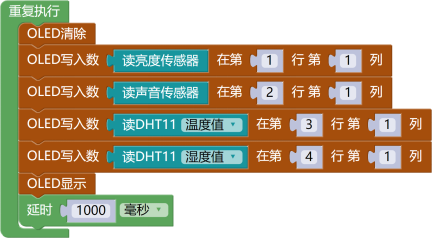 重复执行
OLED清除
OLED写入数 读亮度传感器 在第 1 行 第 1 列
OLED写入数 读声音传感器 在第 2 行 第 1 列
OLED写入数 读DHT11 温度值 在第 3 行 第 1 列
OLED写入数 读DHT11 湿度值 在第 4 行 第 1 列
OLED显示
延时 1000 毫秒